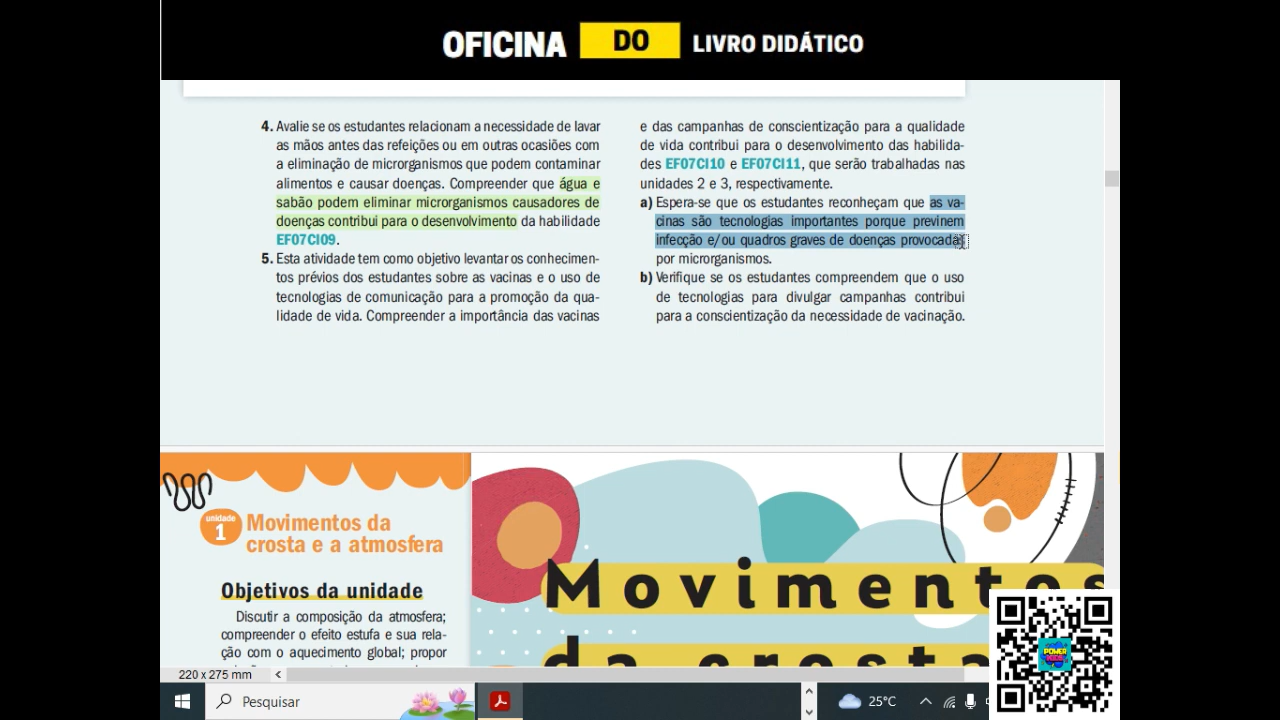 OFICINA DO LIVRO DIDÁTICO
4. Avalie se os estudantes relacionam a necessidade de lavar
as mãos antes das refeições ou em outras ocasiões com
a eliminação de microrganismos que podem contaminar
alimentos e causar doenças. Compreender que água e
sabão podem eliminar microrganismos causadores de
doenças contribui para o desenvolvimento da habilidade
EF07CI09.
5. Esta atividade tem como objetivo levantar os conhecimen-
tos prévios dos estudantes sobre as vacinas e o uso de
tecnologias de comunicação para a promoção da qua-
lidade de vida. Compreender a importância das vacinas
e das campanhas de conscientização para a qualidade
de vida contribui para o desenvolvimento das habilida-
des EF07CI10 e EF07CI11, que serão trabalhadas nas
unidades 2 e 3, respectivamente.
a) Espera-se que os estudantes reconheçam que as va-
cinas são tecnologias importantes porque previnem
infecção e/ou quadros graves de doenças provocadas
por microrganismos.
b) Verifique se os estudantes compreendem que o uso
de tecnologias para divulgar campanhas contribui
para a conscientização da necessidade de vacinação.
unidade
1
Movimentos da
crosta e a atmosfera
Objetivos da unidade
Discutir a composição da atmosfera;
compreender o efeito estufa e sua rela-
ção com o aquecimento global; propor
Movimentos
da crosta
POWER
KIDS
220 x 275 mm
Pesquisar
25°C